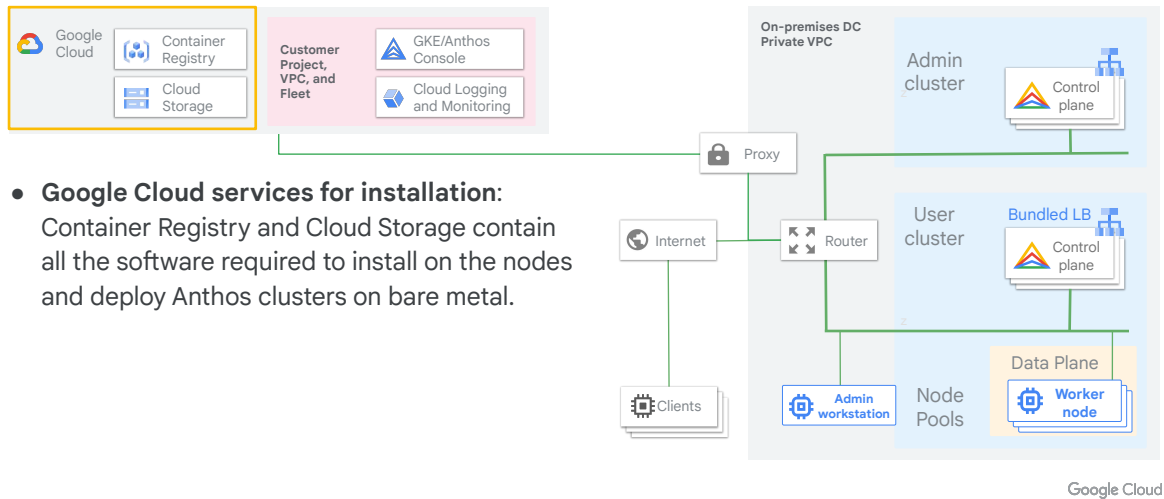 Google
Cloud
Container
Registry
Cloud
Storage
Customer
Project,
VPC, and
Fleet
GKE/Anthos
Console
Cloud Logging
and Monitoring
On-premises DC
Private VPC
Admin
cluster
z
Control
plane
Proxy
● Google Cloud services for installation:
Container Registry and Cloud Storage contain
all the software required to install on the nodes
and deploy Anthos clusters on bare metal.
Internet
Router
User
cluster
Bundled LB
Control
plane
z
Data Plane
Clients
Admin
workstation
Node
Pools
Worker
node
Google Cloud